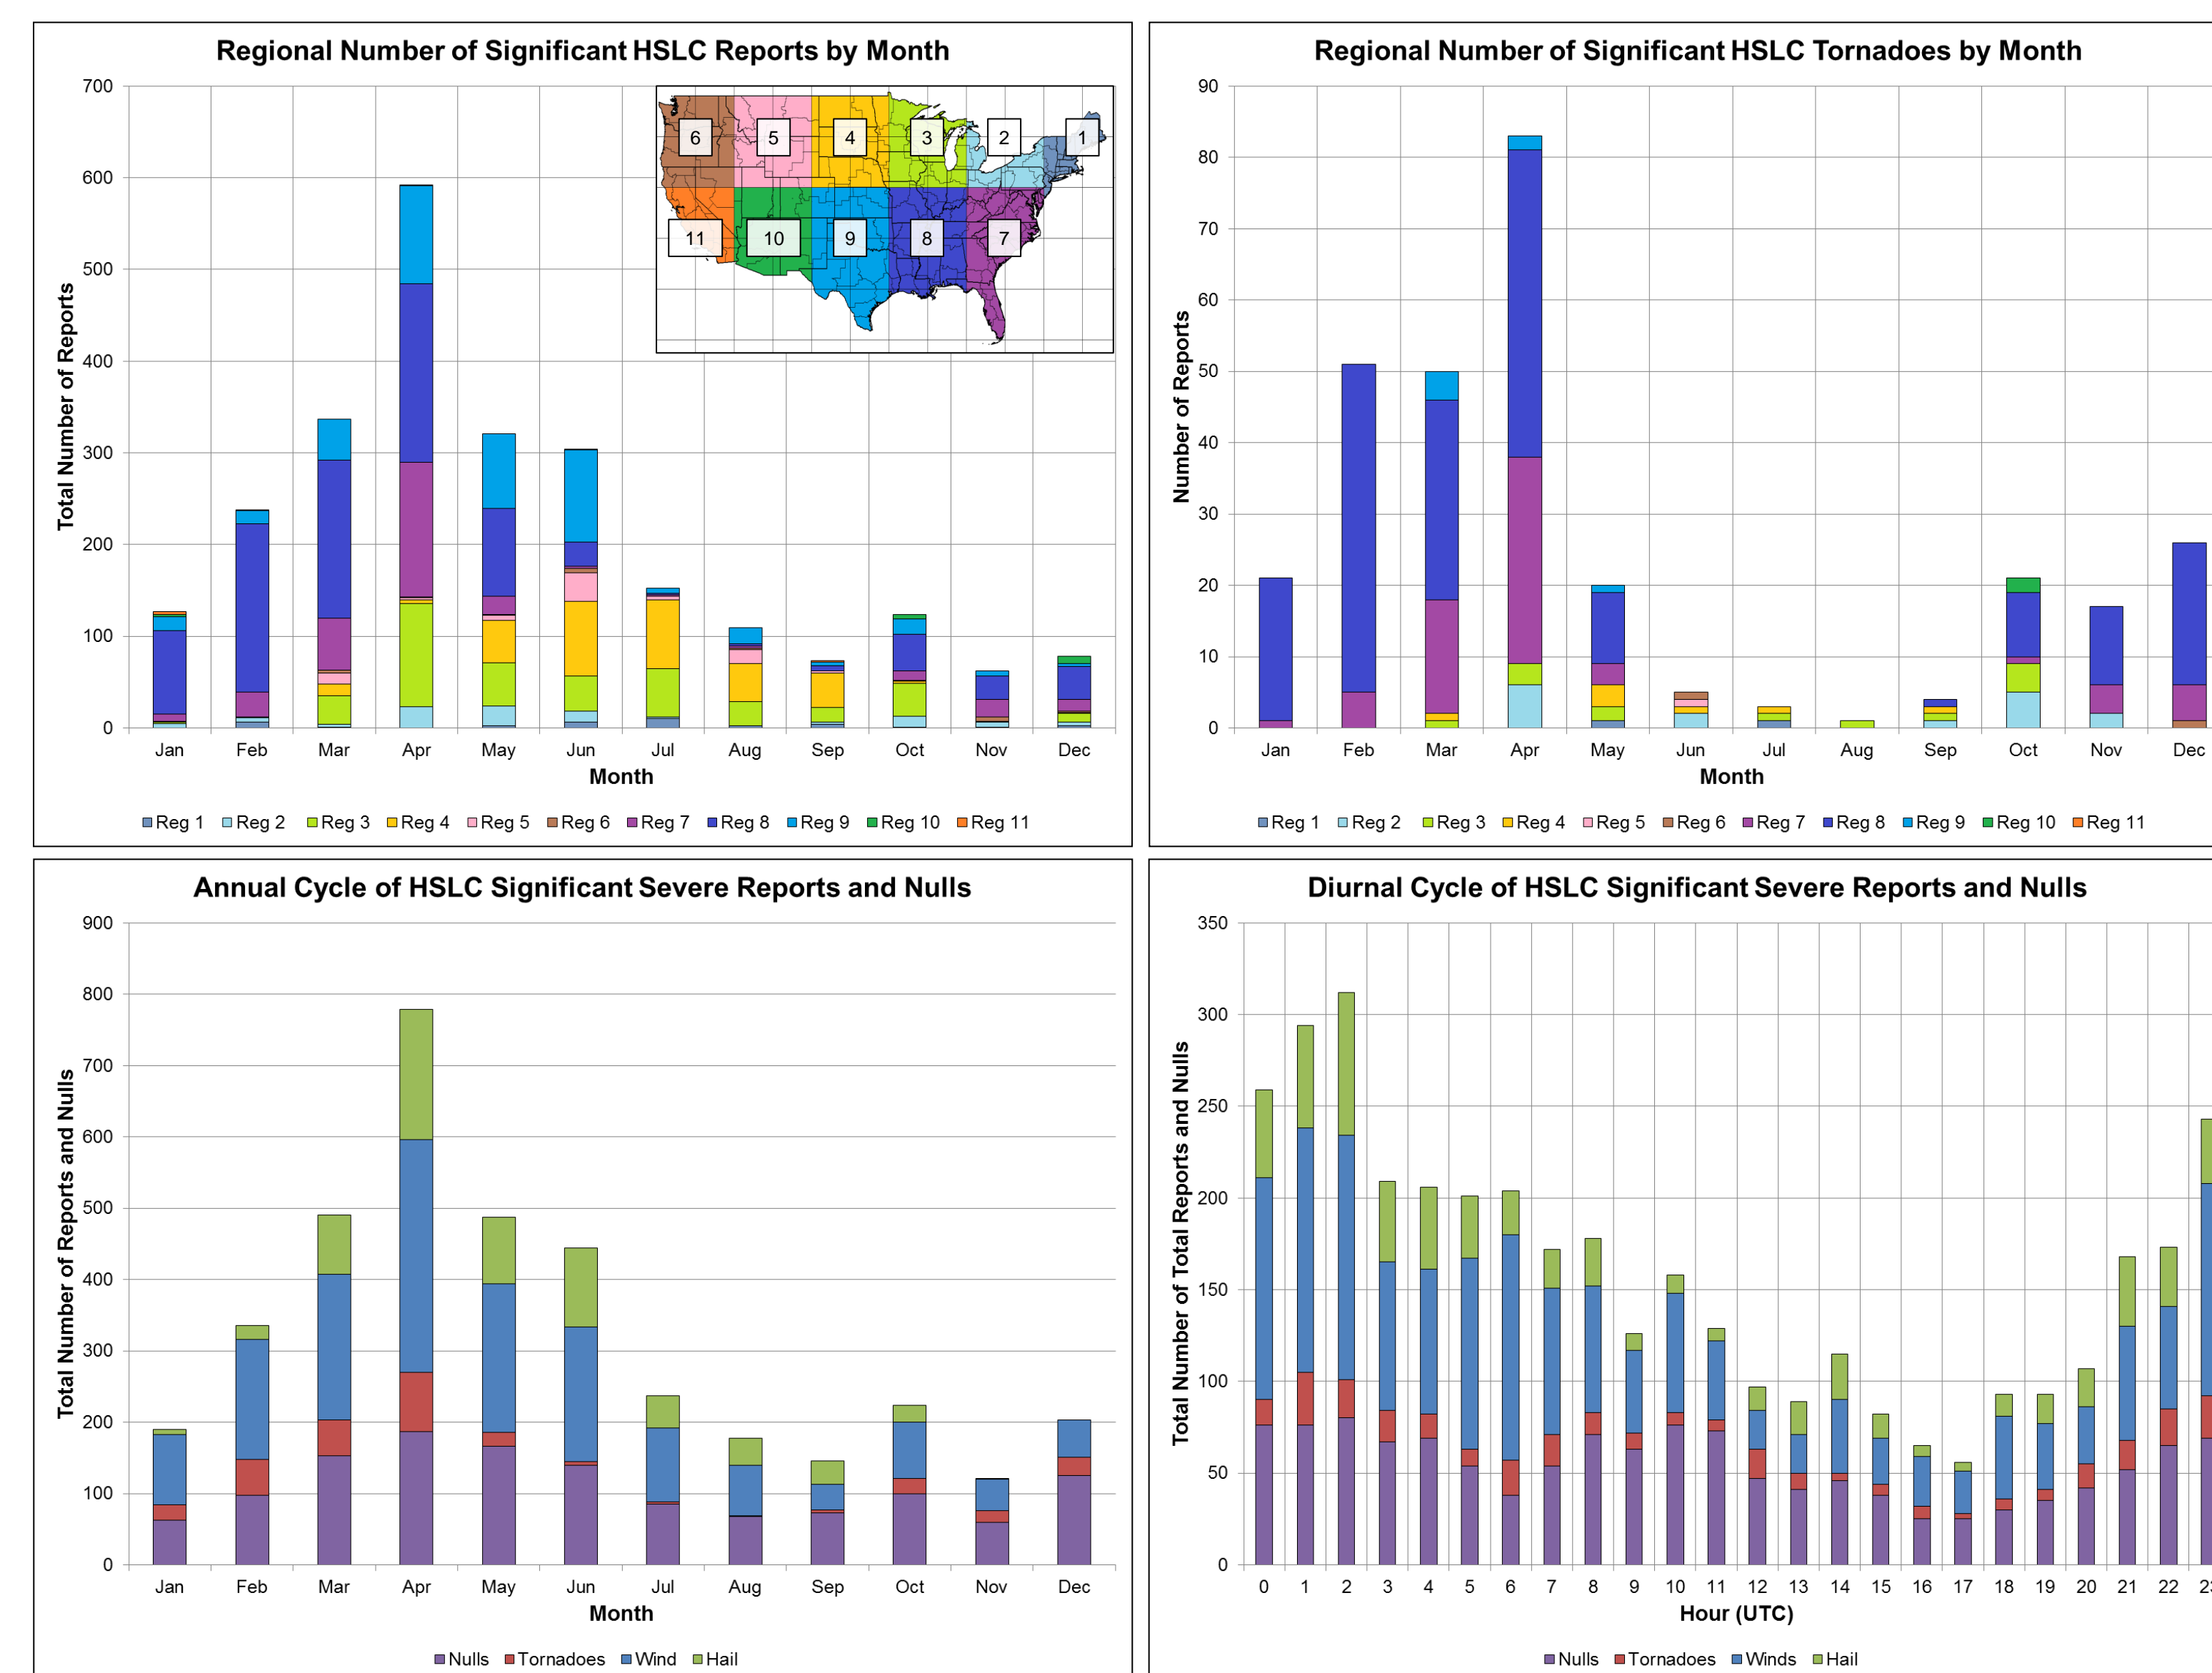 Regional Number of Significant HSLC Reports by Month
Total Number of Reports
700
600
500
400
300
200
100
0
6 5 4 3 2 1
11 10 9 8 7
Jan Feb Mar Apr May Jun Jul Aug Sep Oct Nov Dec
Month
Reg 1 Reg 2 Reg 3 Reg 4 Reg 5 Reg 6 Reg 7 Reg 8 Reg 9 Reg 10 Reg 11
Regional Number of Significant HSLC Tornadoes by Month
Number of Reports
90
80
70
60
50
40
30
20
10
0
Jan Feb Mar Apr May Jun Jul Aug Sep Oct Nov Dec
Month
Reg 1 Reg 2 Reg 3 Reg 4 Reg 5 Reg 6 Reg 7 Reg 8 Reg 9 Reg 10 Reg 11
Annual Cycle of HSLC Significant Severe Reports and Nulls
Total Number of Reports and Nulls
900
800
700
600
500
400
300
200
100
0
Jan Feb Mar Apr May Jun Jul Aug Sep Oct Nov Dec
Month
Nulls Tornadoes Wind Hail
Diurnal Cycle of HSLC Significant Severe Reports and Nulls
Total Number of Total Reports and Nulls
350
300
250
200
150
100
50
0
0 1 2 3 4 5 6 7 8 9 10 11 12 13 14 15 16 17 18 19 20 21 22 23
Hour (UTC)
Nulls Tornadoes Winds Hail